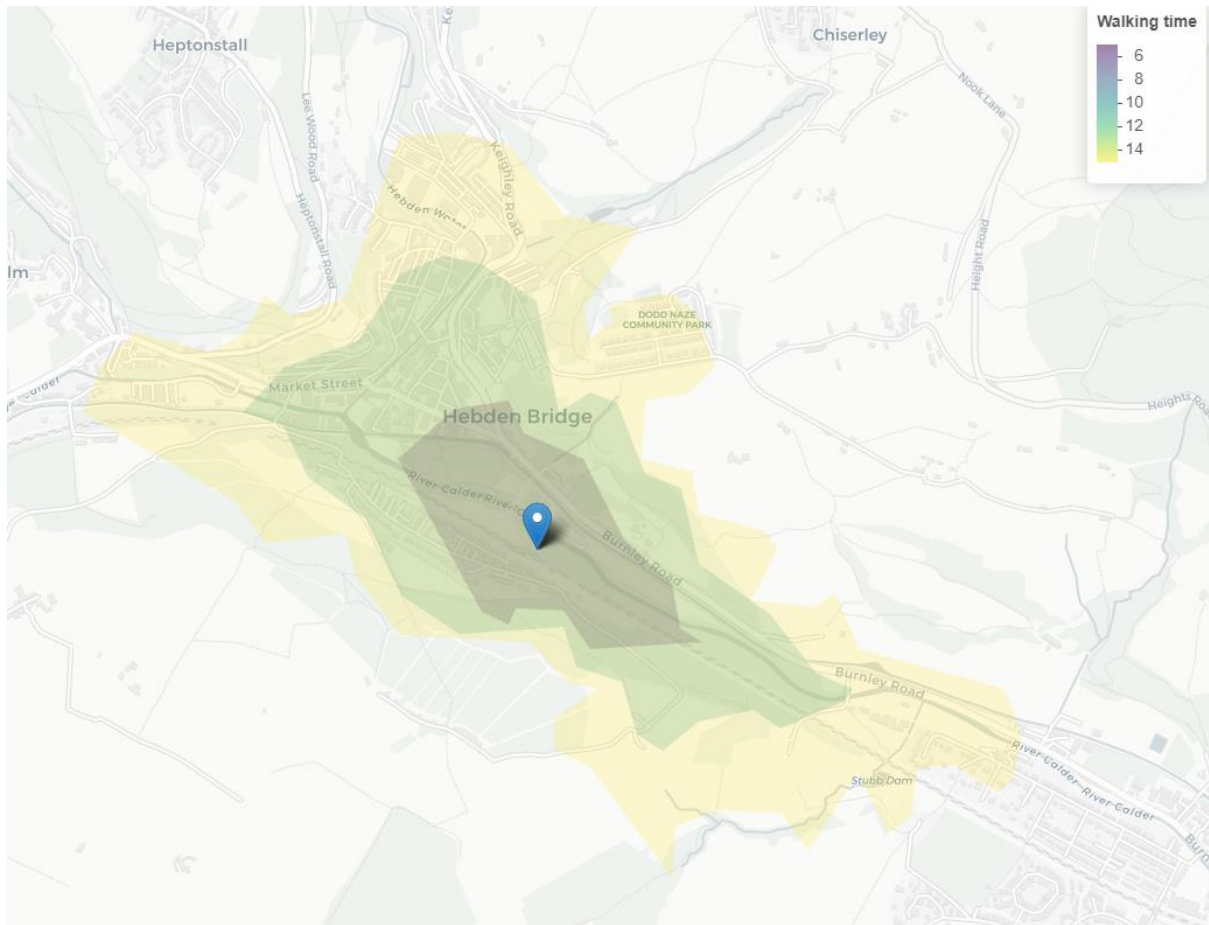 Walking time
6
8
10
12
14
Heptonstall
Chiserley
Nook Lane
Lee Wood Road
Heptonstall Road
Keighley Road
Hebden Water
Height Road
lm
DODD NAZE
COMMUNITY PARK
Market Street
Hebden Bridge
Heights Roa
River Calder
Burnley Road
Burnley Road
Stubb Dam
River Calder River Calder
Burn